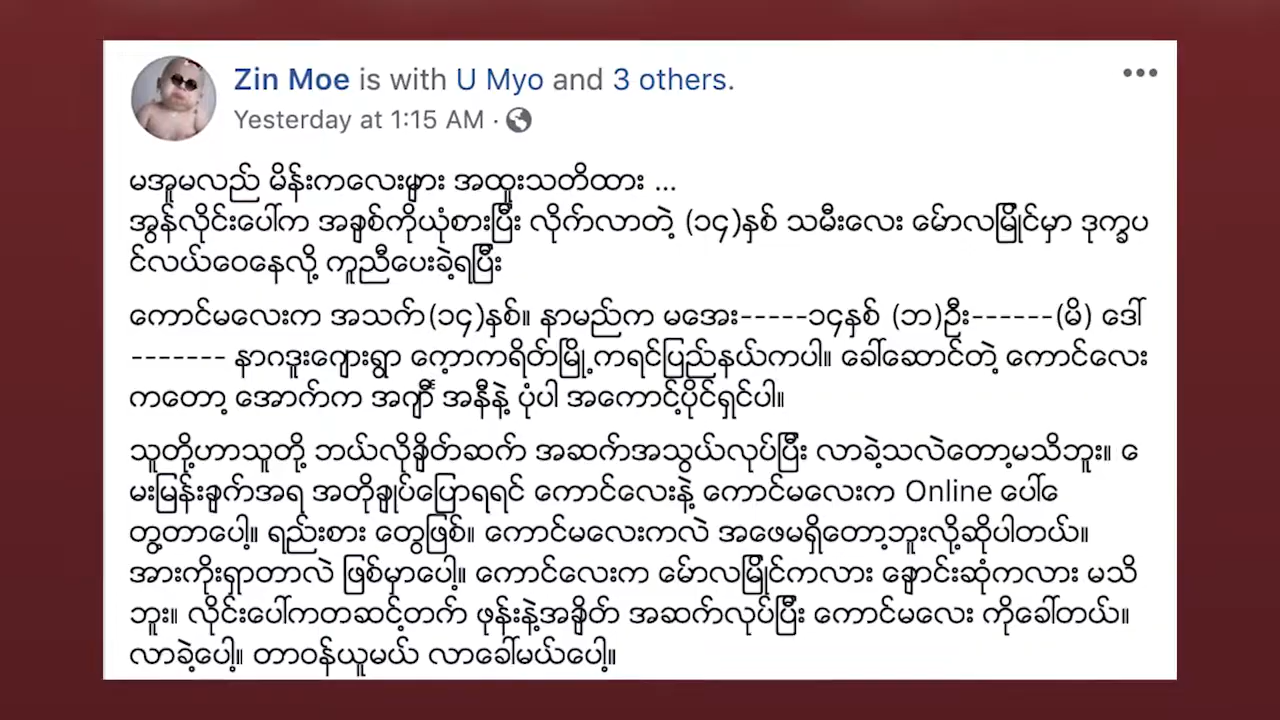 Zin Moe is with U Myo and 3 others.
Yesterday at 1:15 AM ·
မအူမလည် မိန်းကလေးများ အထူးသတိထား ...
အွန်လိုင်းပေါ်က အချစ်ကိုယုံစားပြီး လိုက်လာတဲ့ (၁၄)နှစ် သမီးလေး မော်လမြိုင်မှာ ဒုက္ခပ
င်လယ်ဝေနေလို့ ကူညီပေးခဲ့ရပြီး
ကောင်မလေးက အသက်(၁၄)နှစ်။ နာမည်က မအေး-----၁၄နှစ် (ဘ)ဦး------(မိ) ဒေါ်
------- နာဂဒူးဂျေားရွာ ကော့ကရိတ်မြို့ကရင်ပြည်နယ်ကပါ။ ခေါ်ဆောင်တဲ့ ကောင်လေး
ကတော့ အောက်က အင်္ကျီ အနီနဲ့ ပုံပါ အကောင့်ပိုင်ရှင်ပါ။
သူတို့ဟာသူတို့ ဘယ်လိုချိတ်ဆက် အဆက်အသွယ်လုပ်ပြီး လာခဲ့သလဲတော့မသိဘူး။ မေ
မးမြန်းချက်အရ အတိုချုပ်ပြောရရင် ကောင်လေးနဲ့ ကောင်မလေးက Online ပေါ်တေ
တွ့တာပေါ့။ ရည်းစား တွေဖြစ်။ ကောင်မလေးကလဲ အဖေမရှိတော့ဘူးလို့ဆိုပါတယ်။
အားကိုးရှာတာလဲ ဖြစ်မှာပေါ့။ ကောင်လေးက မော်လမြိုင်ကလား ချောင်းဆုံကလား မသိ
ဘူး။ လိုင်းပေါ်ကတဆင့်တက် ဖုန်းနဲ့အချိတ် အဆက်လုပ်ပြီး ကောင်မလေး ကိုခေါ်တယ်။
လာခဲ့ပေါ့။ တာဝန်ယူမယ် လာခေါ်မယ်ပေါ့။